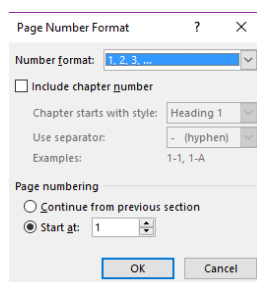 Page Number Format ? ×
Number format: 1, 2, 3, ...
Include chapter number
Chapter starts with style: Heading 1
Use separator: - (hyphen)
Examples: 1-1, 1-A
Page numbering
Continue from previous section
Start at: 1
OK Cancel